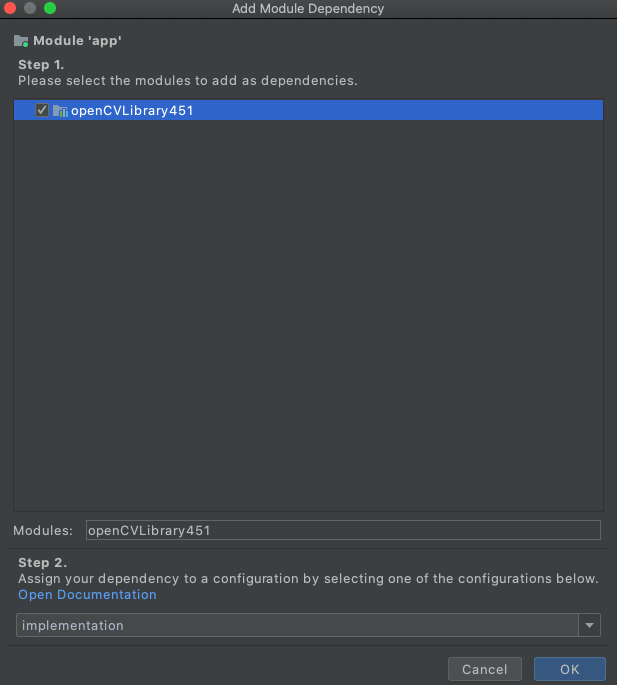 Add Module Dependency
Module 'app'
Step 1.
Please select the modules to add as dependencies.
openCVLibrary451
Modules: openCVLibrary451
Step 2.
Assign your dependency to a configuration by selecting one of the configurations below.
Open Documentation
implementation
Cancel OK